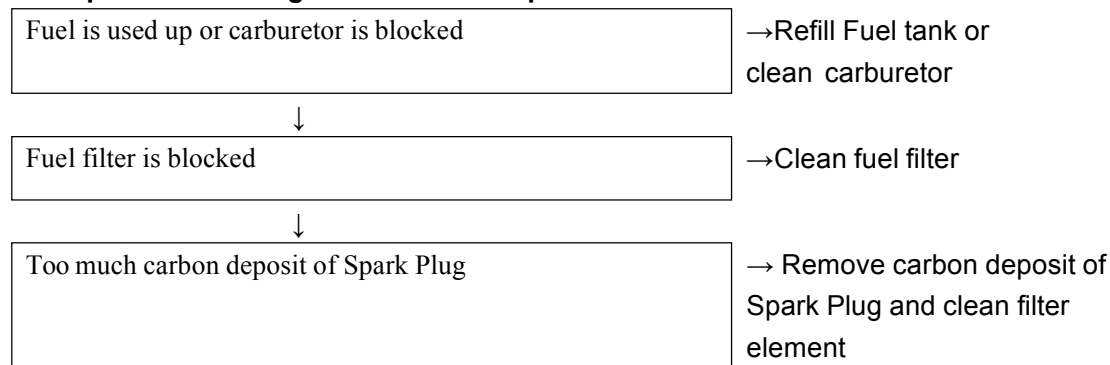 Fuel is used up or carburetor is blocked
→Refill Fuel tank or
clean carburetor
↓
Fuel filter is blocked
→Clean fuel filter
↓
Too much carbon deposit of Spark Plug
→ Remove carbon deposit of
Spark Plug and clean filter
element